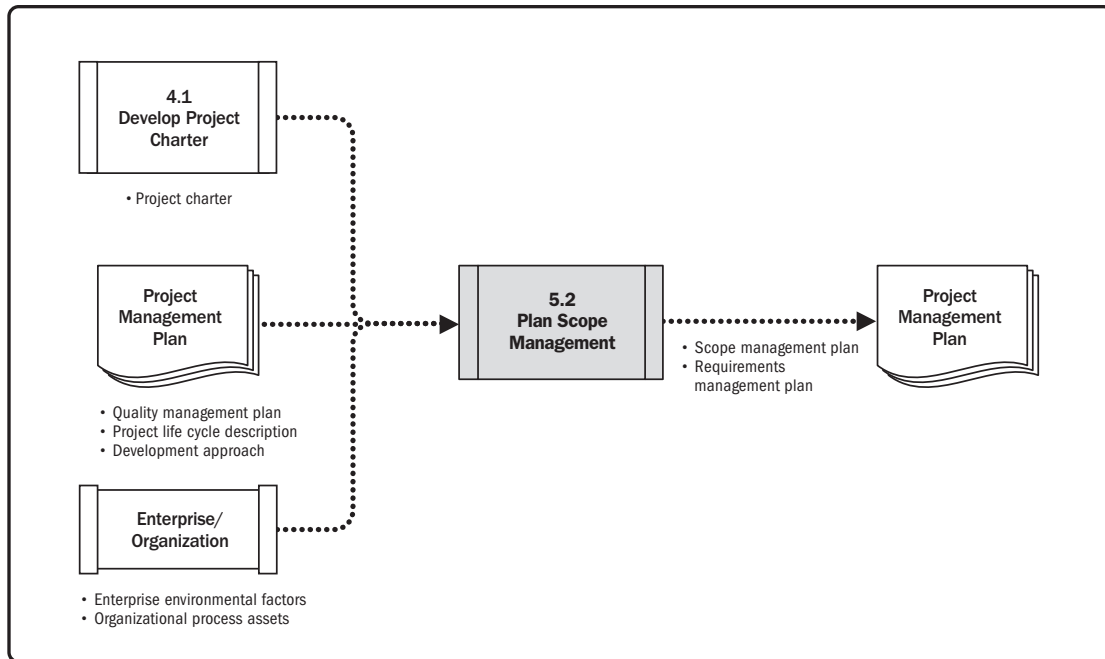 4.1
Develop Project
Charter
• Project charter
Project
Management
Plan
• Quality management plan
• Project life cycle description
• Development approach
Enterprise/
Organization
• Enterprise environmental factors
• Organizational process assets
5.2
Plan Scope
Management
• Scope management plan
• Requirements
management plan
Project
Management
Plan